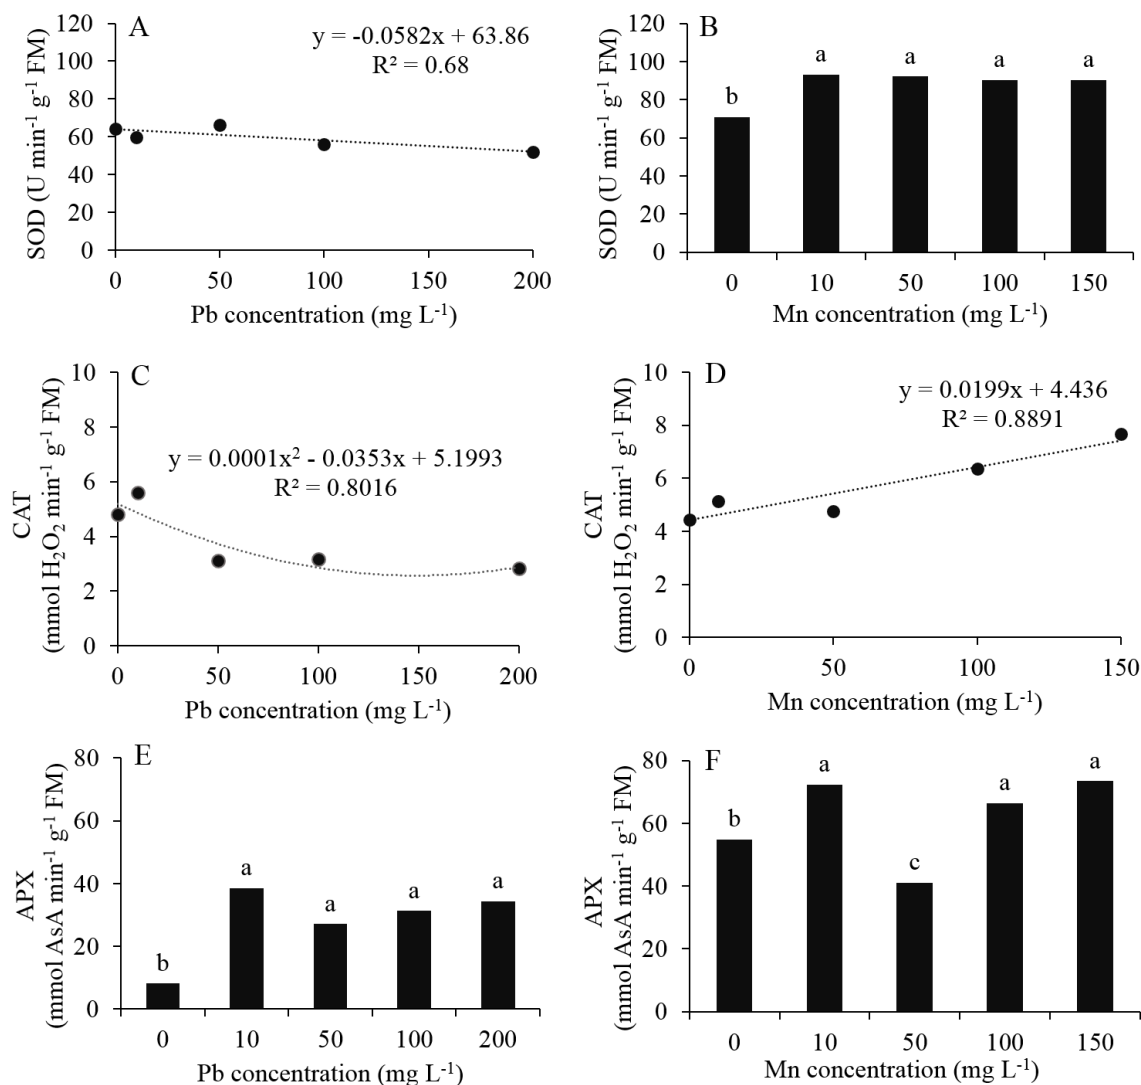 A
y = -0.0582x + 63.86
R² = 0.68
SOD (U min⁻¹ g⁻¹ FM)
120
100
80
60
40
20
0
0 50 100 150 200
Pb concentration (mg L⁻¹)
B
SOD (U min⁻¹ g⁻¹ FM)
120
100
80
60
40
20
0
b a a a a
0 10 50 100 150
Mn concentration (mg L⁻¹)
C
y = 0.0001x² - 0.0353x + 5.1993
R² = 0.8016
CAT
(mmol H₂O₂ min⁻¹ g⁻¹ FM)
10
8
6
4
2
0
0 50 100 150 200
Pb concentration (mg L⁻¹)
D
y = 0.0199x + 4.436
R² = 0.8891
CAT
(mmol H₂O₂ min⁻¹ g⁻¹ FM)
10
8
6
4
2
0
0 50 100 150
Mn concentration (mg L⁻¹)
E
APX
(mmol AsA min⁻¹ g⁻¹ FM)
80
60
40
20
0
b a a a a
0 10 50 100 200
Pb concentration (mg L⁻¹)
F
APX
(mmol AsA min⁻¹ g⁻¹ FM)
80
60
40
20
0
b a c a a
0 10 50 100 150
Mn concentration (mg L⁻¹)